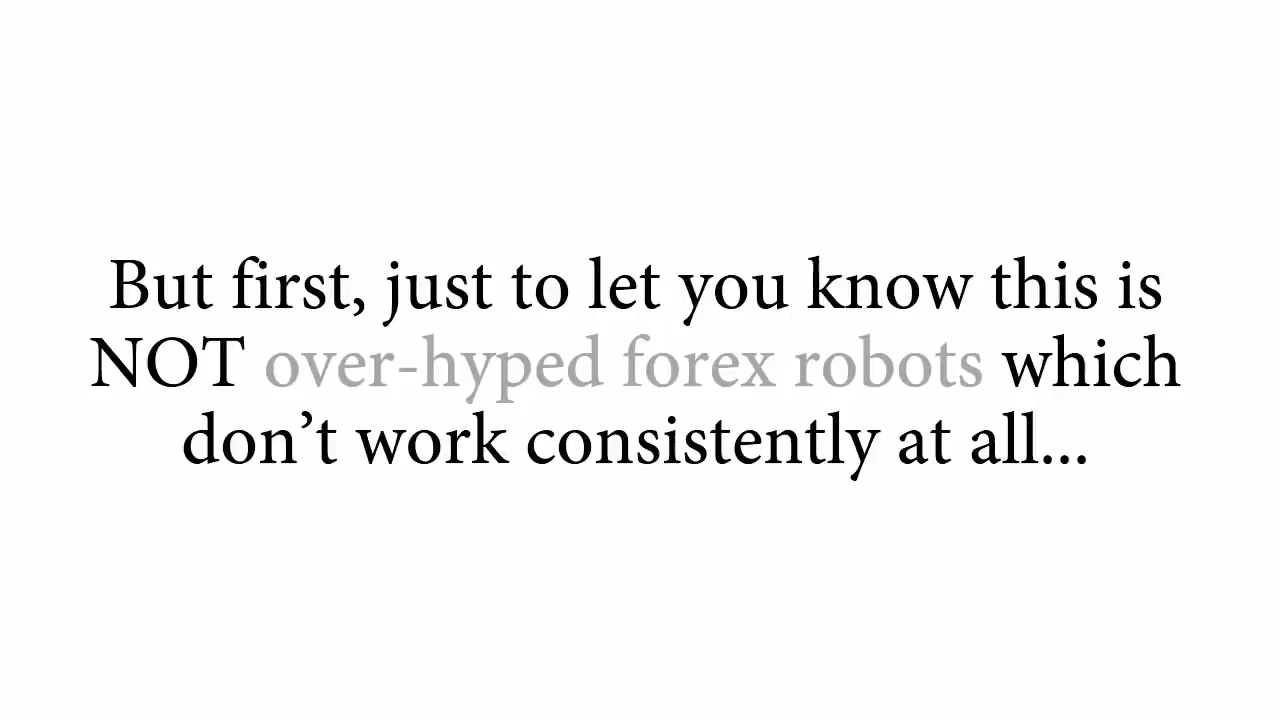 But first, just to let you know this is
NOT over-hyped forex robots which
don’t work consistently at all...